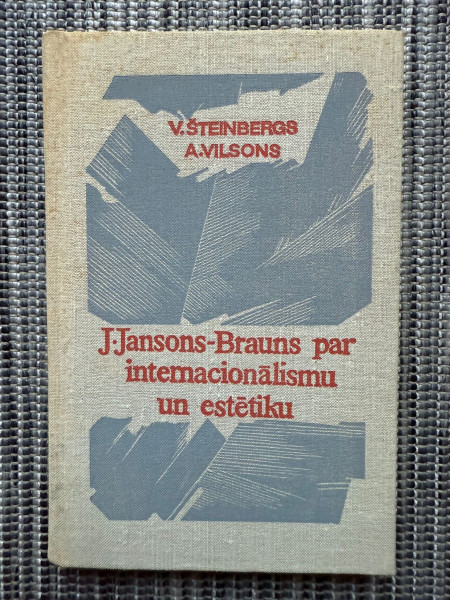 V. ŠTEINBERGS
A. VILSONS
J. Jansons-Brauns par
internacionālismu
un estētiku